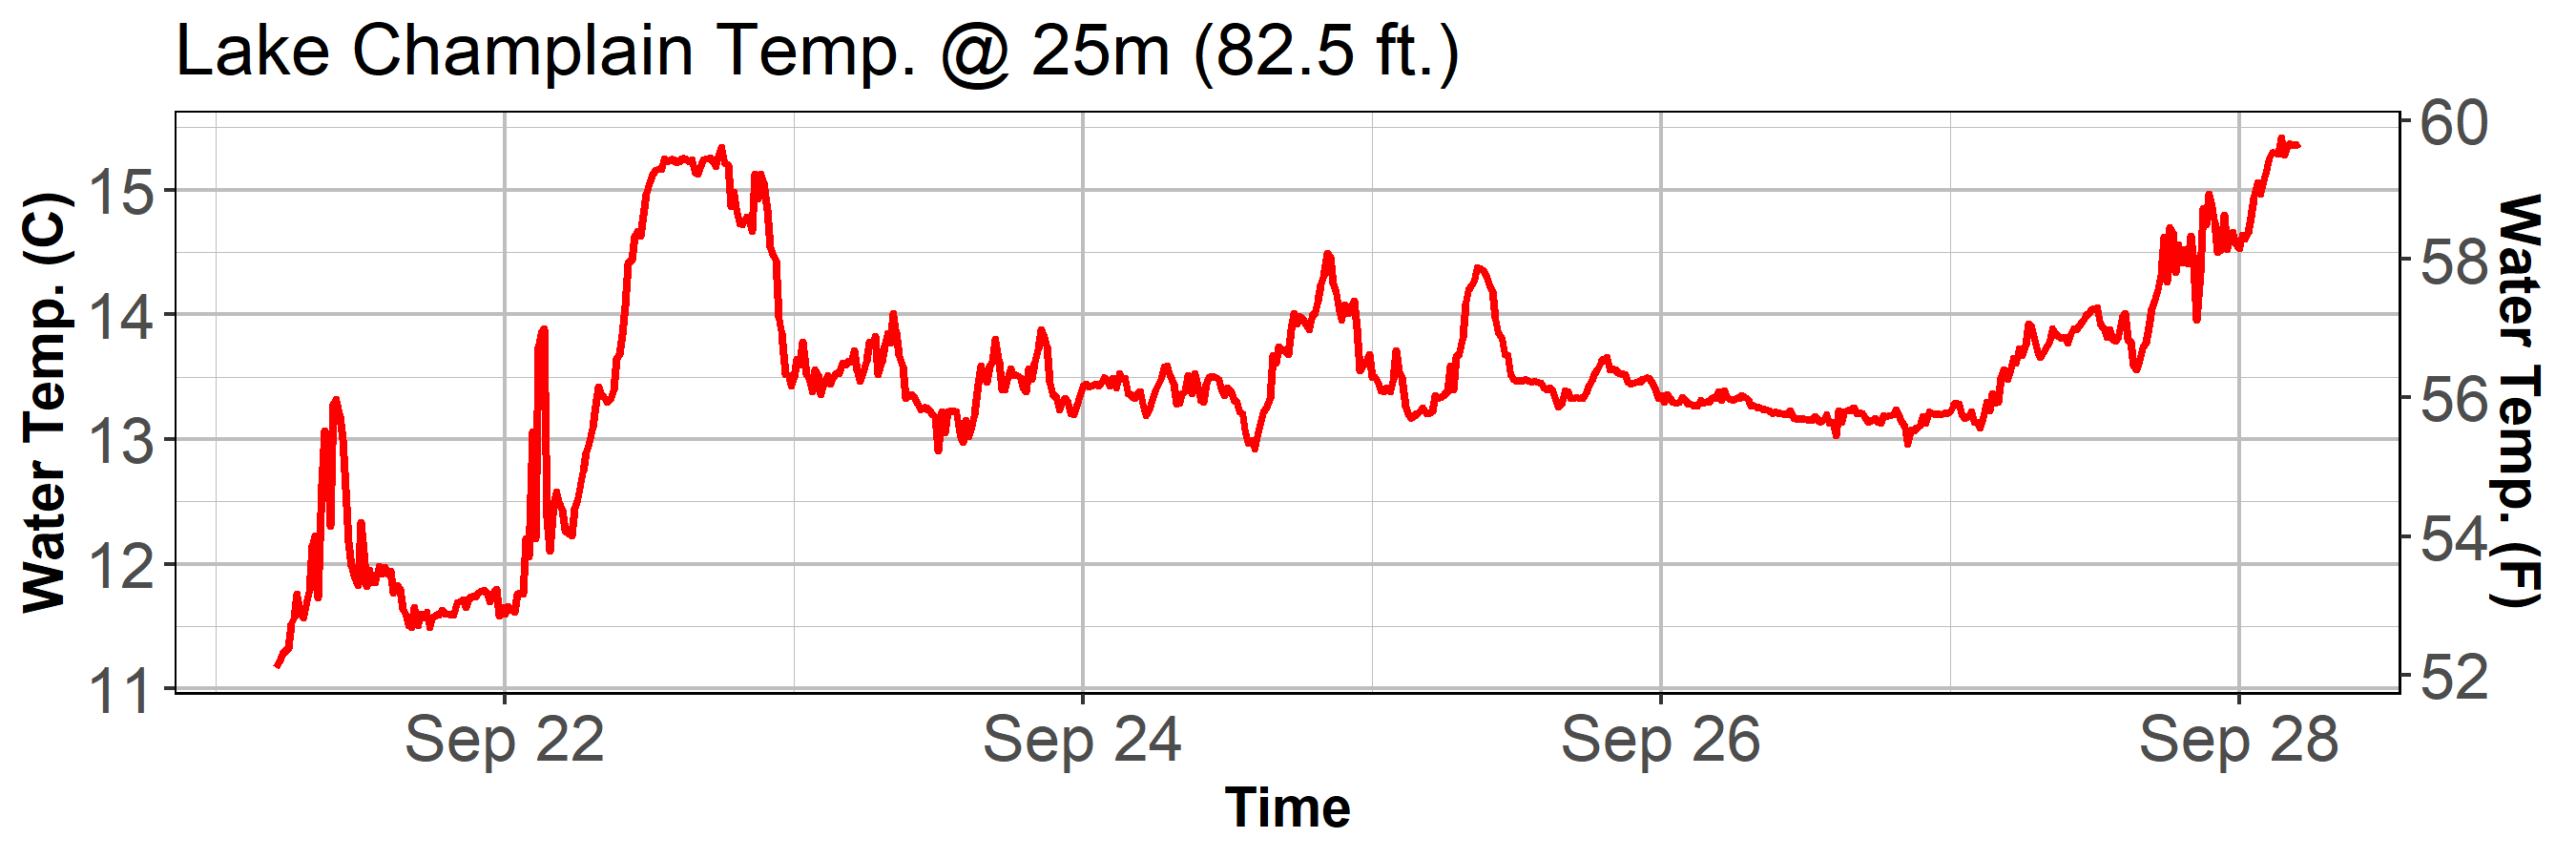 Lake Champlain Temp. @ 25m (82.5 ft.)
Water Temp. (C)
15
14
13
12
11
60
58
56
54
52
Water Temp. (F)
Sep 22 Sep 24 Sep 26 Sep 28
Time